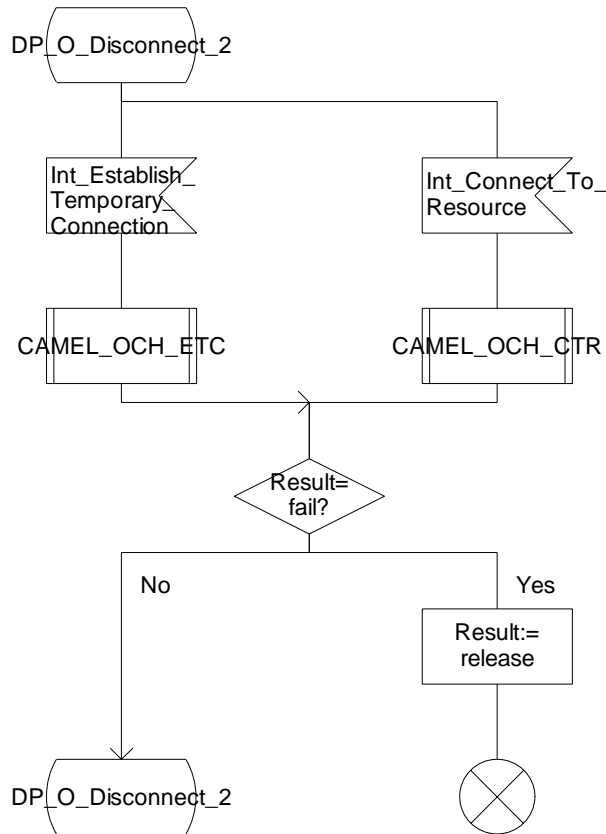 DP_O_Disconnect_2
Int_Establish_
Temporary_
Connection
Int_Connect_To_
Resource
CAMEL_OCH_ETC
CAMEL_OCH_CTR
Result=
fail?
No
Yes
Result:=
release
DP_O_Disconnect_2